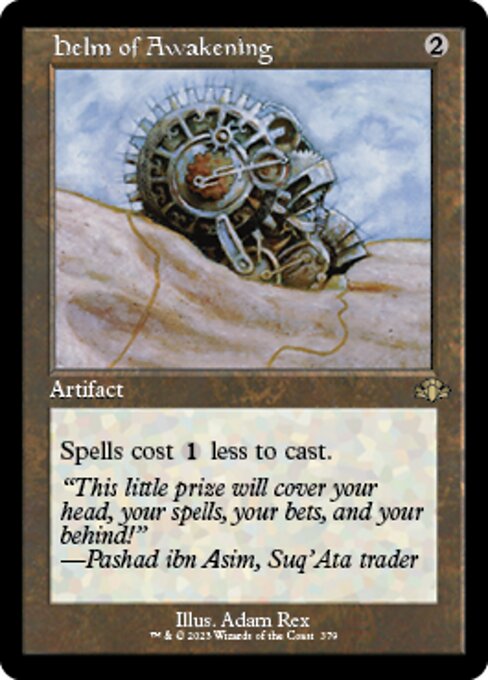 Helm of Awakening 2
Artifact
Spells cost 1 less to cast.
“This little prize will cover your
head, your spells, your bets, and your
behind!”
—Pashad ibn Asim, Suq’Ata trader
Illus. Adam Rex
™ & © 2023 Wizards of the Coast 379